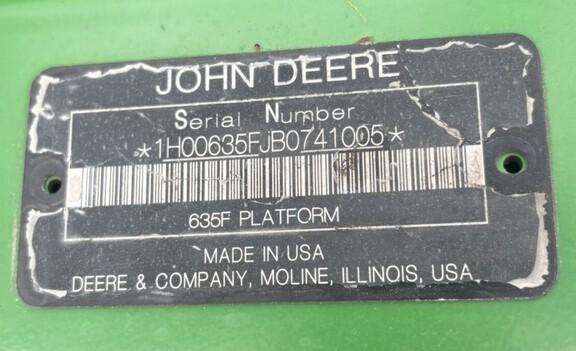 JOHN DEERE
Serial Number
*1H00635FJB0741005*
635F PLATFORM
MADE IN USA
DEERE & COMPANY, MOLINE, ILLINOIS, USA